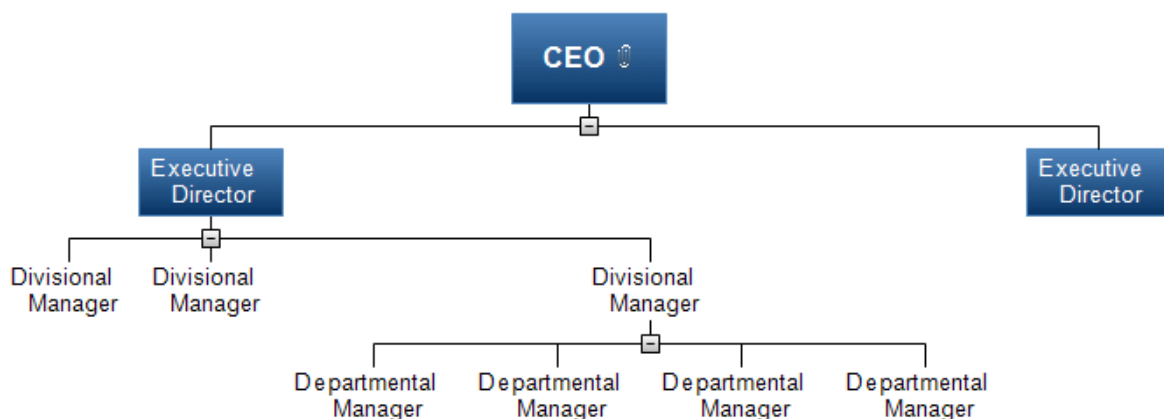 CEO
Executive
Director
Executive
Director
Divisional
Manager
Divisional
Manager
Divisional
Manager
Departmental
Manager
Departmental
Manager
Departmental
Manager
Departmental
Manager